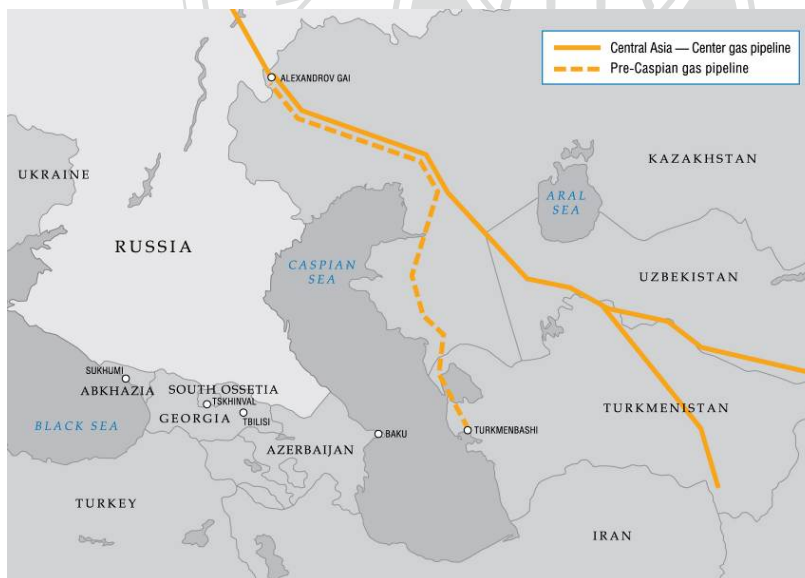 Central Asia — Center gas pipeline
Pre-Caspian gas pipeline
ALEXANDROV GAI
KAZAKHSTAN
UKRAINE
ARAL
SEA
RUSSIA
CASPIAN
SEA
UZBEKISTAN
SUKHUMI
ABKHAZIA
SOUTH OSSETIA
TSKHINVAL
GEORGIA
TBILISI
TURKMENISTAN
BLACK SEA
BAKU
TURKMENBASHI
AZERBAIJAN
TURKEY
IRAN